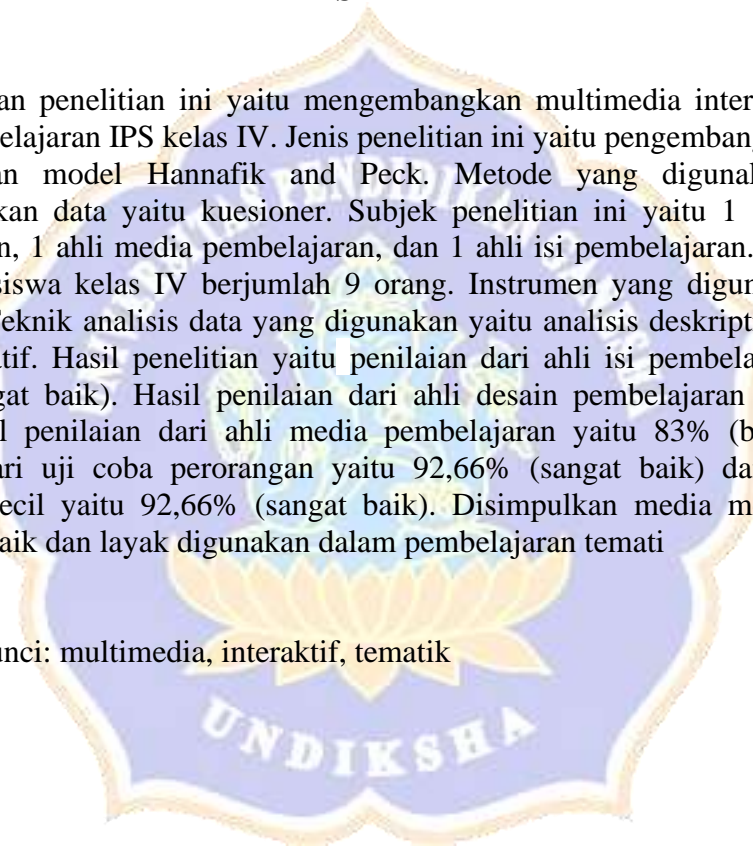 an penelitian ini yaitu mengembangkan multimedia inter
elajaran IPS kelas IV. Jenis penelitian ini yaitu pengembang
an model Hannafik and Peck. Metode yang diguna
kan data yaitu kuesioner. Subjek penelitian ini yaitu 1
n, 1 ahli media pembelajaran, dan 1 ahli isi pembelajaran.
siswa kelas IV berjumlah 9 orang. Instrumen yang digun
eknik analisis data yang digunakan yaitu analisis deskript
atif. Hasil penelitian yaitu penilaian dari ahli isi pembela
gat baik). Hasil penilaian dari ahli desain pembelajaran
l penilaian dari ahli media pembelajaran yaitu 83% (b
ari uji coba perorangan yaitu 92,66% (sangat baik) da
ecil yaitu 92,66% (sangat baik). Disimpulkan media m
aik dan layak digunakan dalam pembelajaran temati
unci: multimedia, interaktif, tematik
UNDIKSHA